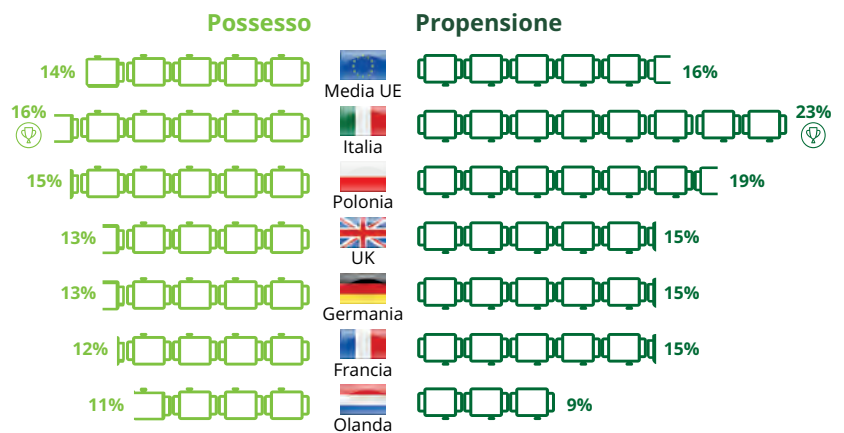 Possesso Propensione
14% Media UE 16%
16% Italia 23%
15% Polonia 19%
13% UK 15%
13% Germania 15%
12% Francia 15%
11% Olanda 9%